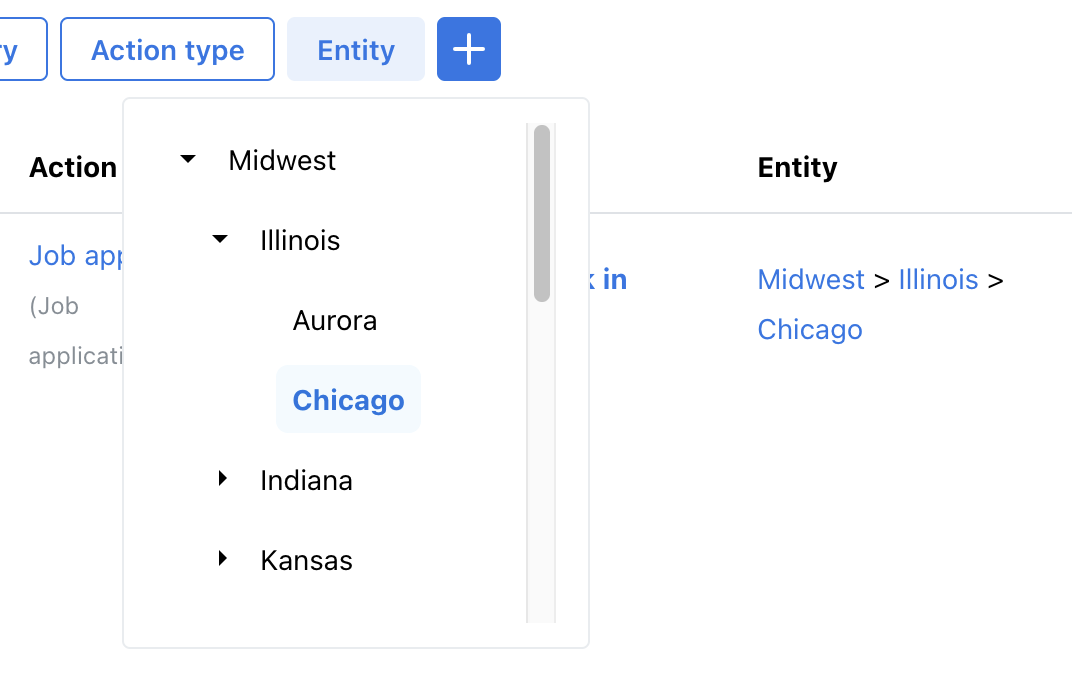 Action type
Entity
Midwest
Action
Entity
Illinois
Job app
in
Midwest > Illinois >
(Job
Aurora
Chicago
applicati
Chicago
Indiana
Kansas